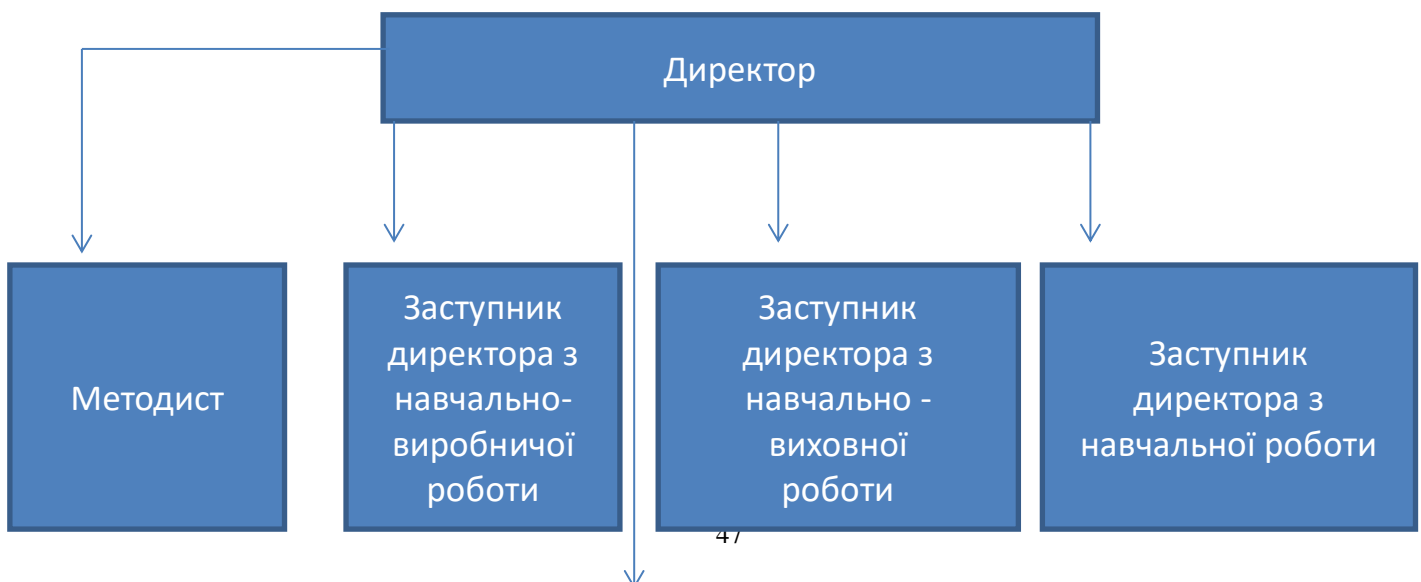 Директор
Методист
Заступник
директора з
навчально-
виробничої
роботи
Заступник
директора з
навчально -
виховної
роботи
Заступник
директора з
навчальної роботи
47